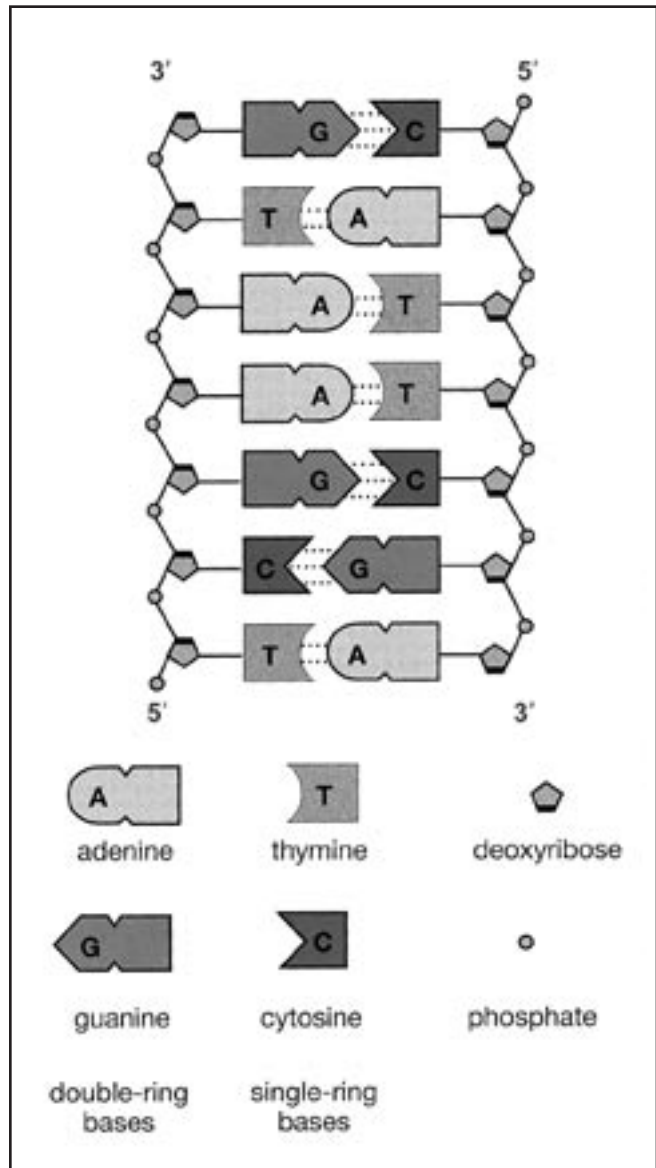 3′ 5′
G C
T A
A T
A T
G C
C G
T A
5′ 3′
A T
adenine thymine deoxyribose
G C
guanine cytosine phosphate
double-ring single-ring
bases bases